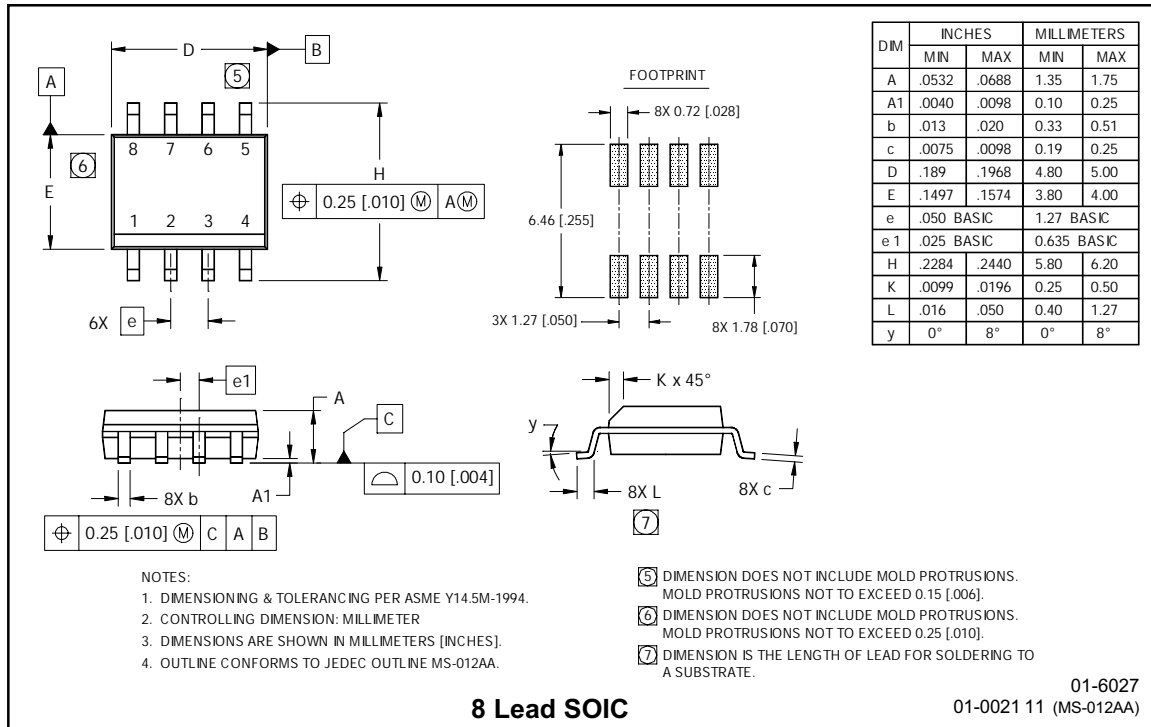 D
B
5
A
8 7 6 5
6
E
H
⌖ 0.25 [.010] Ⓜ AⓂ
1 2 3 4
6X e
FOOTPRINT
8X 0.72 [.028]
6.46 [.255]
3X 1.27 [.050]
8X 1.78 [.070]
DIM INCHES MILLIMETERS
MIN MAX MIN MAX
A .0532 .0688 1.35 1.75
A1 .0040 .0098 0.10 0.25
b .013 .020 0.33 0.51
c .0075 .0098 0.19 0.25
D .189 .1968 4.80 5.00
E .1497 .1574 3.80 4.00
e .050 BASIC 1.27 BASIC
e 1 .025 BASIC 0.635 BASIC
H .2284 .2440 5.80 6.20
K .0099 .0196 0.25 0.50
L .016 .050 0.40 1.27
y 0° 8° 0° 8°
e1
A
C
0.10 [.004]
8X b
A1
⌖ 0.25 [.010] Ⓜ C A B
K x 45°
y
8X L
7
8X c
NOTES:
1. DIMENSIONING & TOLERANCING PER ASME Y14.5M-1994.
2. CONTROLLING DIMENSION: MILLIMETER
3. DIMENSIONS ARE SHOWN IN MILLIMETERS [INCHES].
4. OUTLINE CONFORMS TO JEDEC OUTLINE MS-012AA.
5 DIMENSION DOES NOT INCLUDE MOLD PROTRUSIONS.
MOLD PROTRUSIONS NOT TO EXCEED 0.15 [.006].
6 DIMENSION DOES NOT INCLUDE MOLD PROTRUSIONS.
MOLD PROTRUSIONS NOT TO EXCEED 0.25 [.010].
7 DIMENSION IS THE LENGTH OF LEAD FOR SOLDERING TO
A SUBSTRATE.
8 Lead SOIC
01-6027
01-0021 11 (MS-012AA)